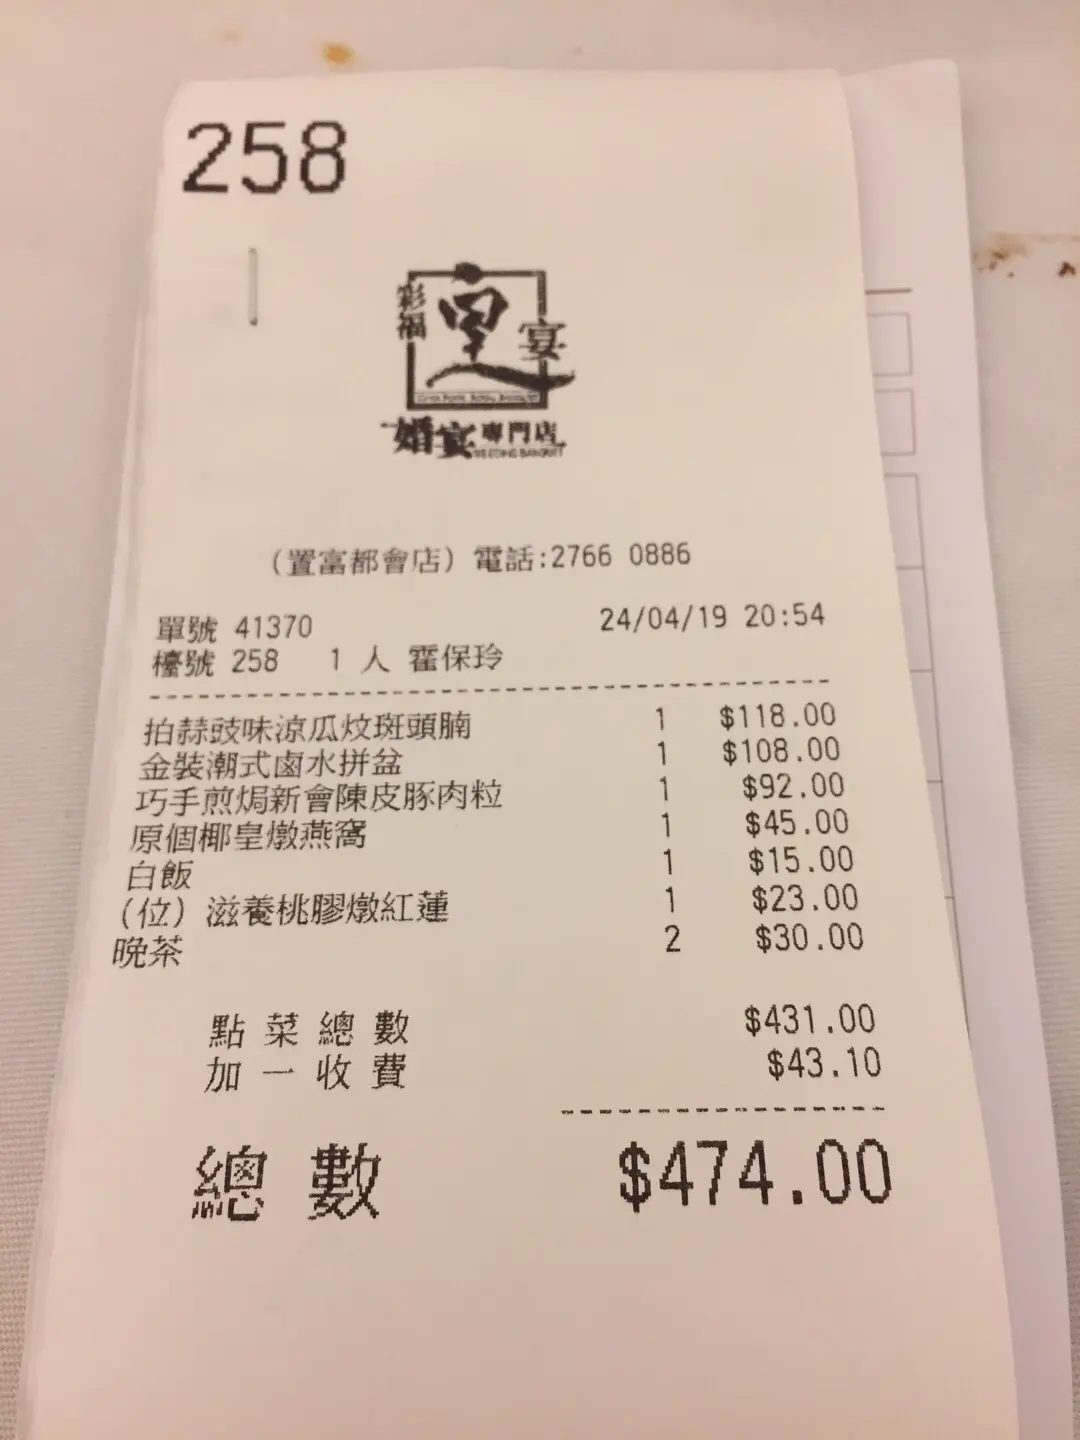 258
彩福
皇
宴
婚宴專門店
WEDDING BANQUET
(置富都會店) 電話:2766 0886
單號 41370 24/04/19 20:54
檯號 258 1 人 霍保玲
拍蒜豉味涼瓜炆斑頭腩 1 $118.00
金裝潮式鹵水拼盆 1 $108.00
巧手煎焗新會陳皮豚肉粒 1 $92.00
原個椰皇燉燕窩 1 $45.00
白飯 1 $15.00
(位) 滋養桃膠燉紅蓮 1 $23.00
晚茶 2 $30.00
點菜總數 $431.00
加一收費 $43.10
總數 $474.00